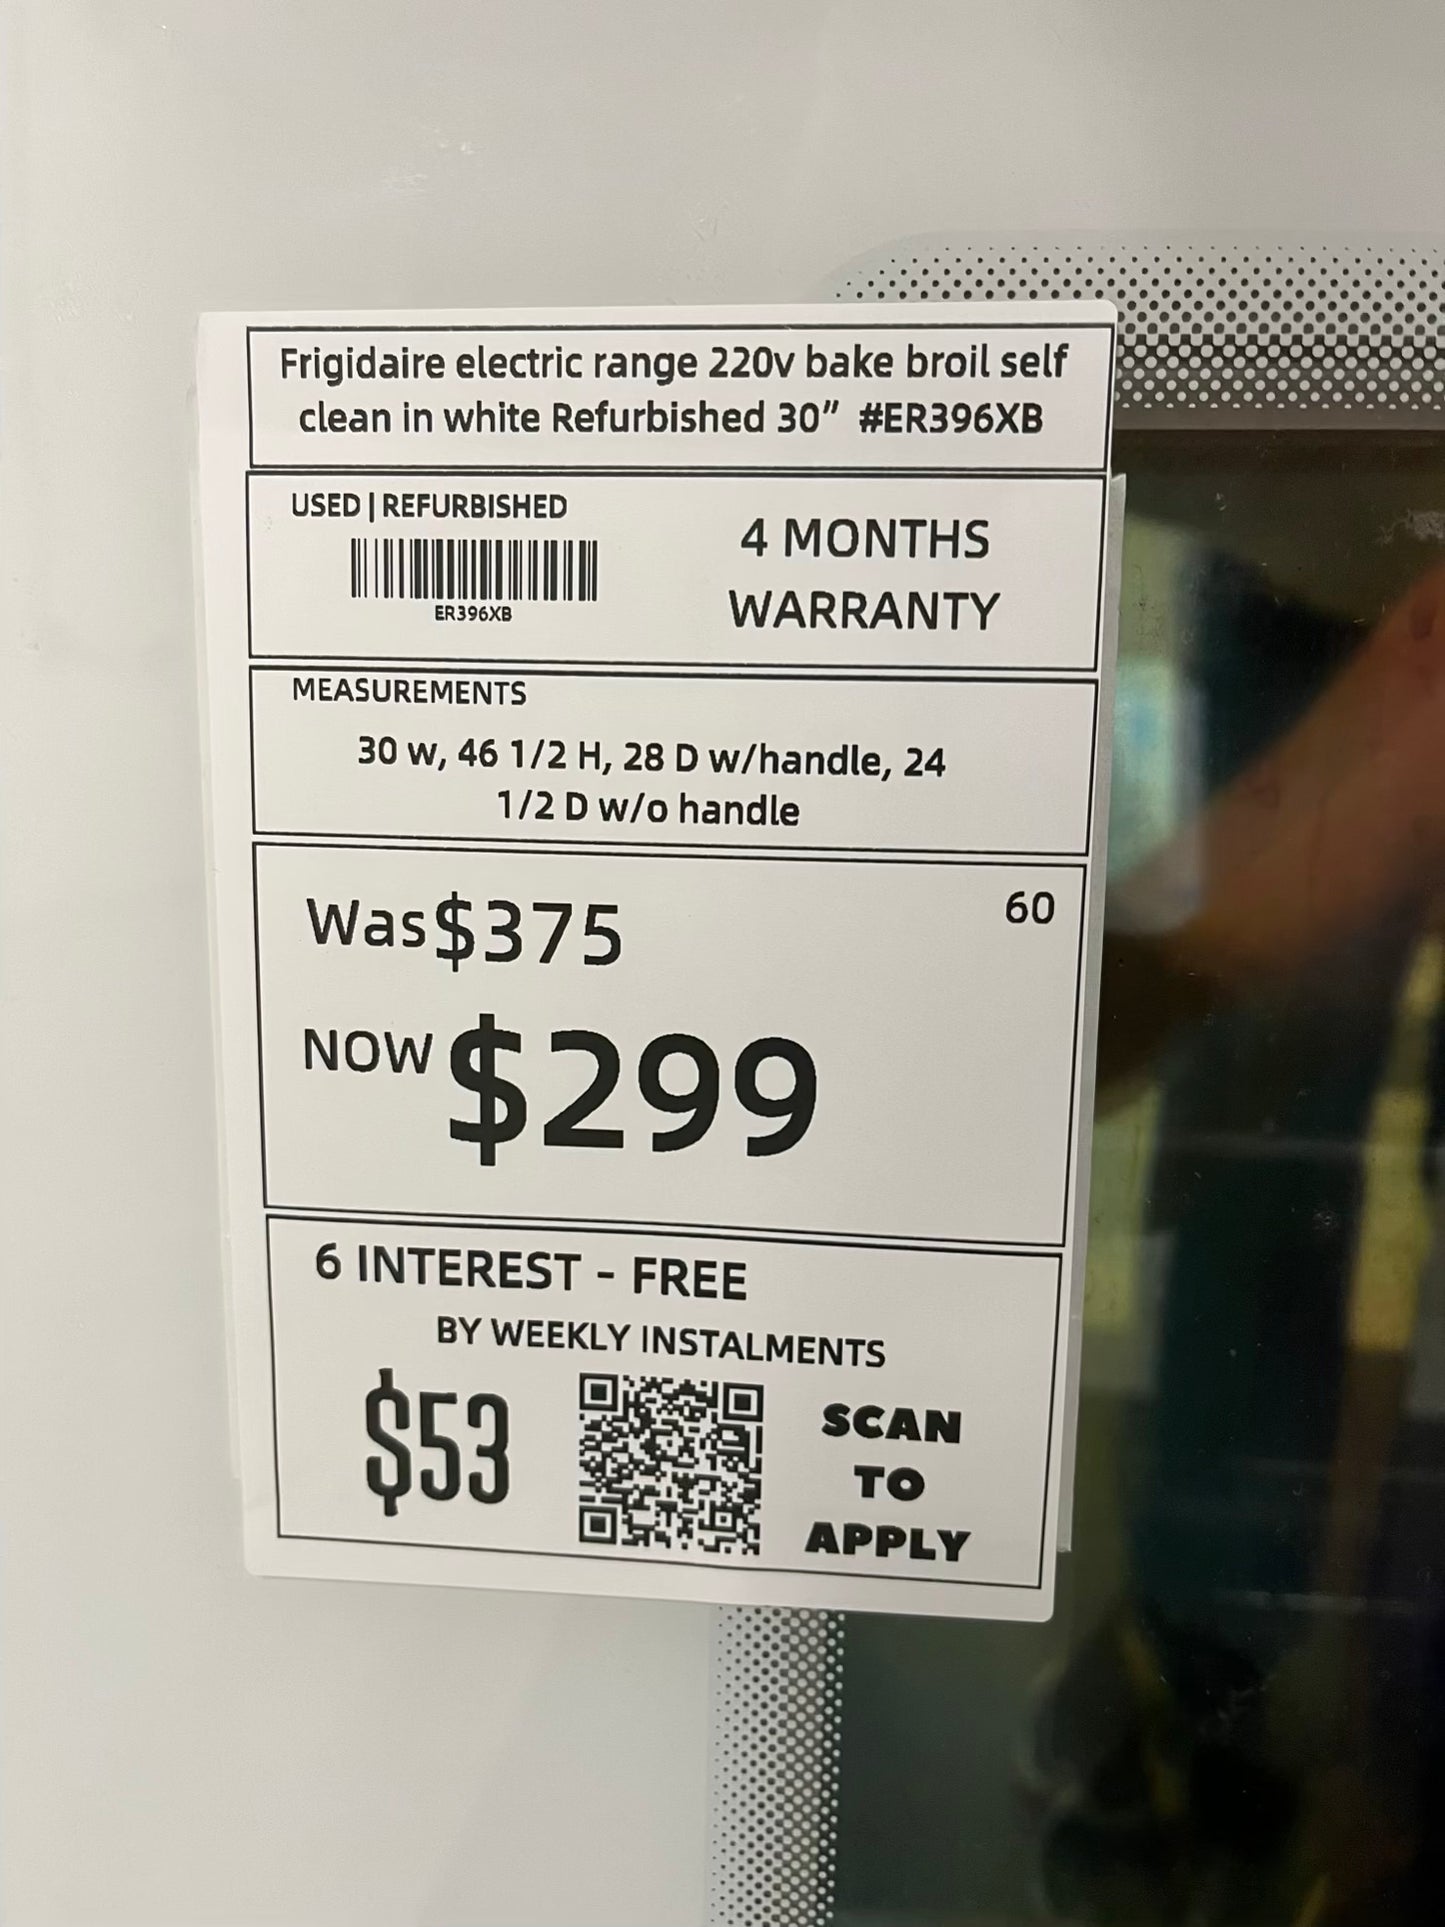 Frigidaire electric range 220v bake broil self
clean in white Refurbished 30” #ER396XB
USED | REFURBISHED
ER396XB
4 MONTHS
WARRANTY
MEASUREMENTS
30 w, 46 1/2 H, 28 D w/handle, 24
1/2 D w/o handle
Was $375
60
NOW $299
6 INTEREST - FREE
BY WEEKLY INSTALMENTS
$53
SCAN
TO
APPLY